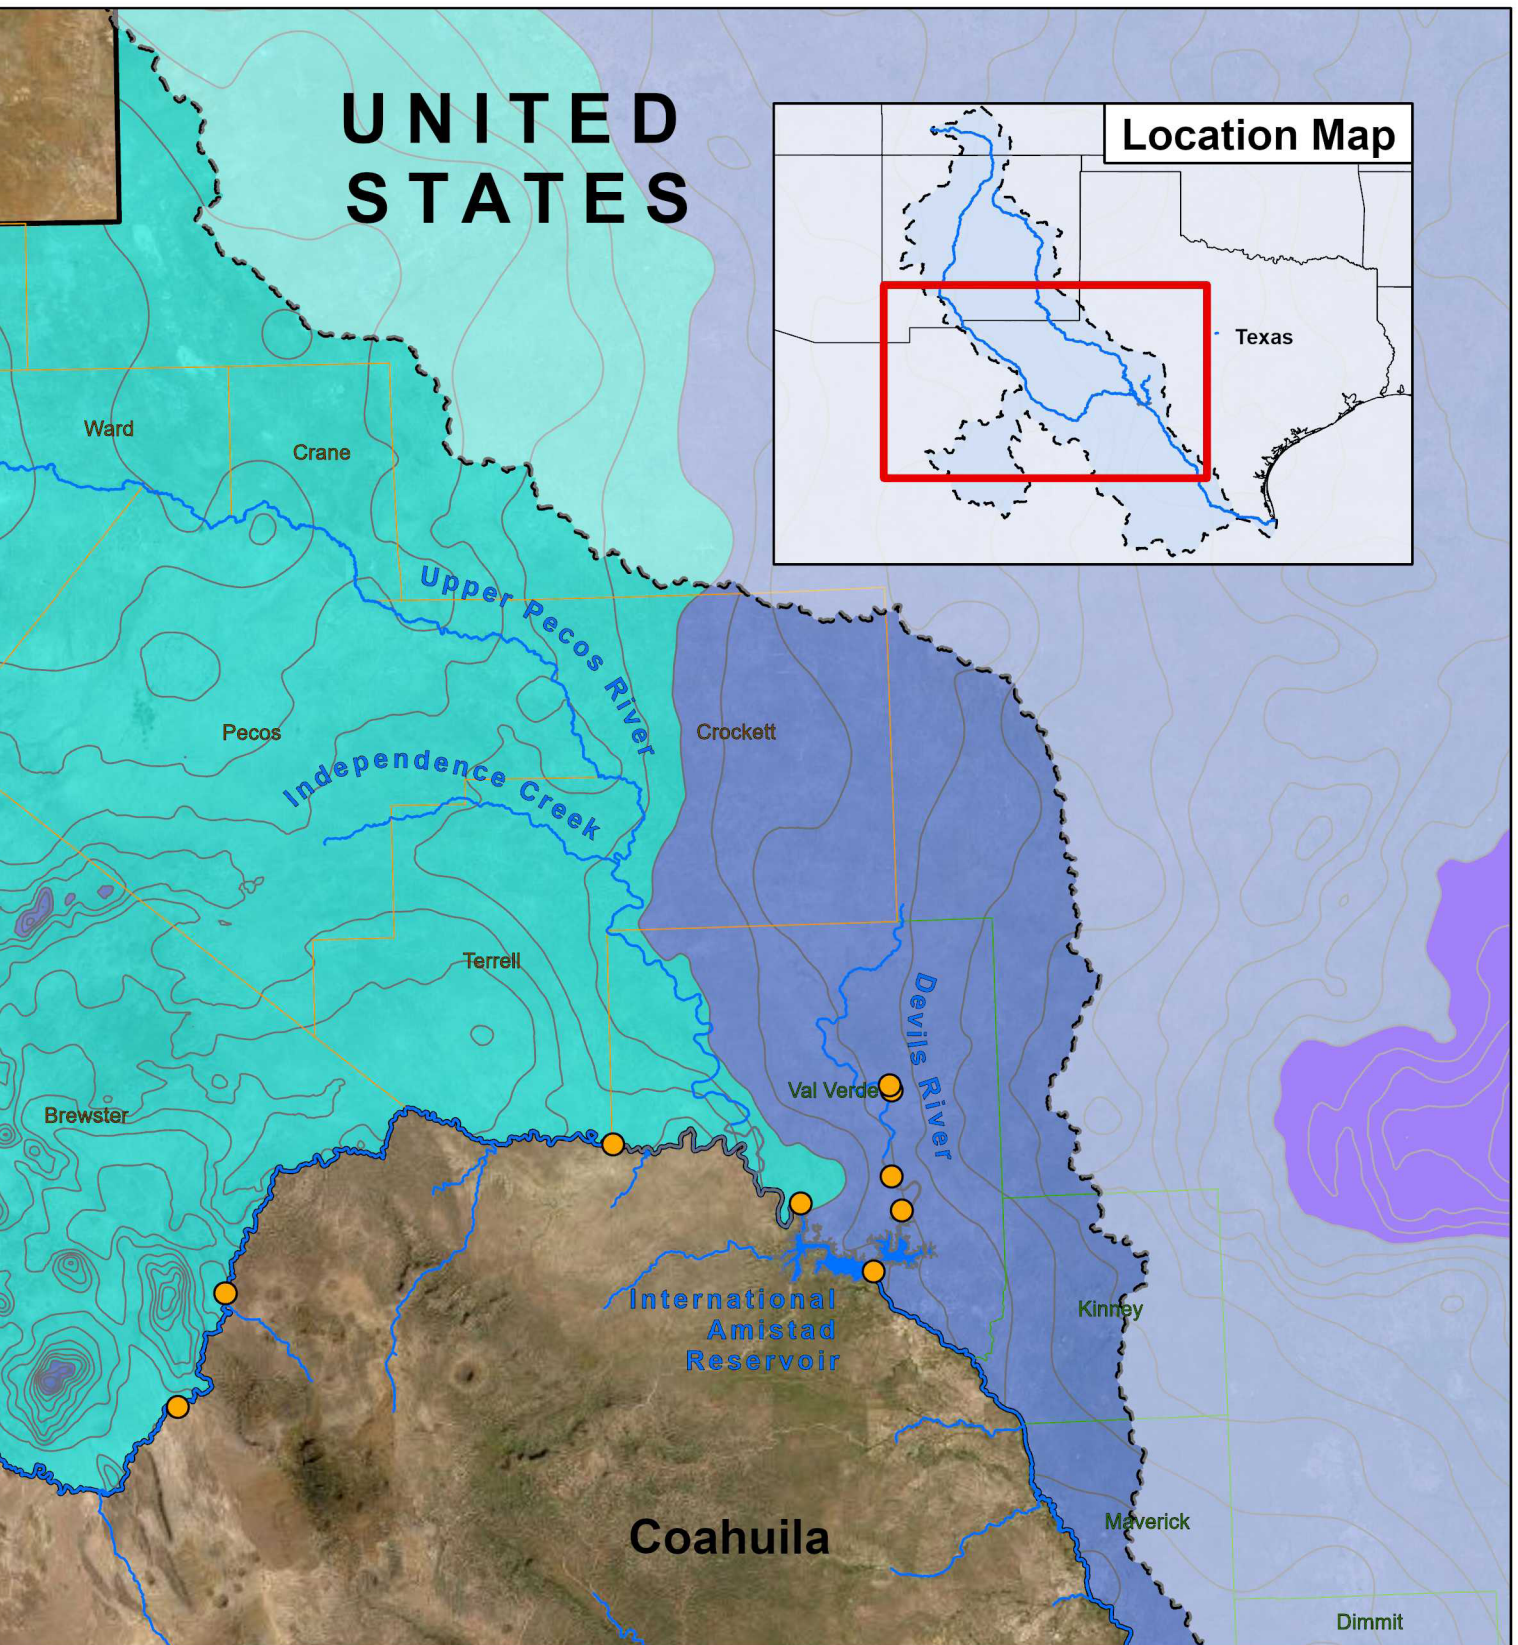 UNITED
STATES
Location Map
Texas
Ward
Crane
Upper Pecos River
Pecos
Crockett
Independence Creek
Terrell
Devils River
Val Verde
Brewster
International
Amistad
Reservoir
Kinney
Coahuila
Maverick
Dimmit